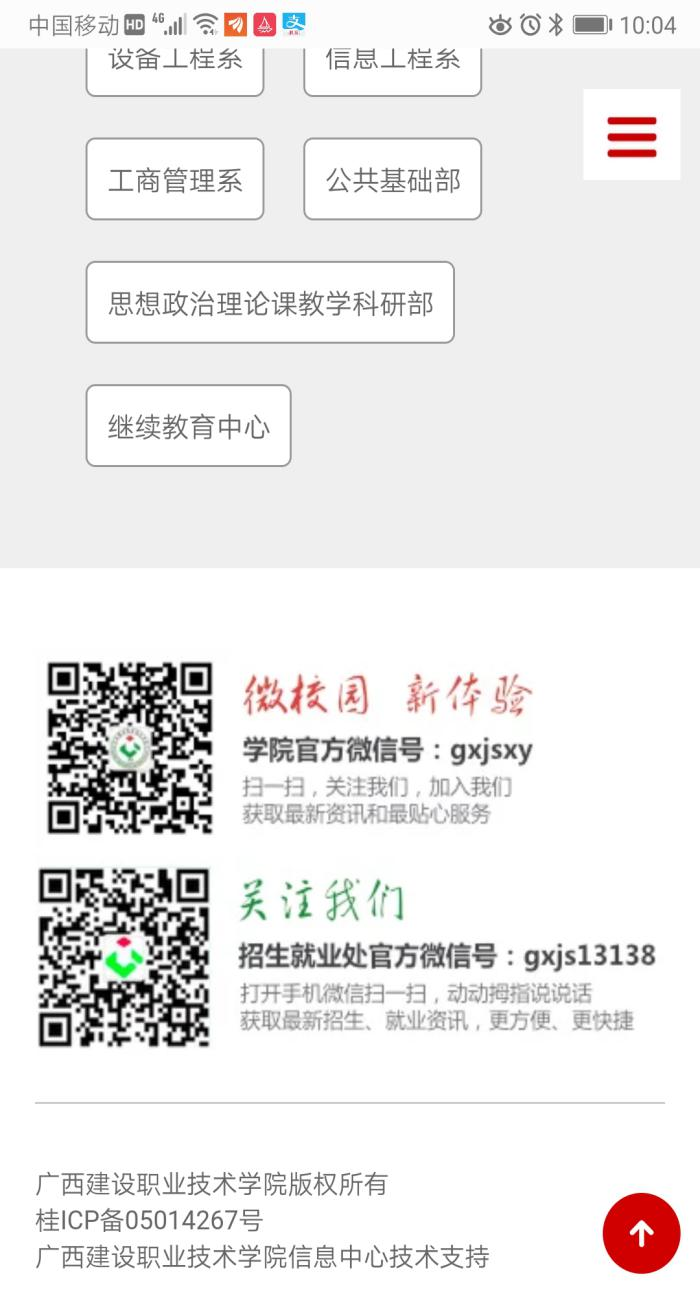 中国移动 HD 4G 10:04
设备工程系 信息工程系
工商管理系 公共基础部
思想政治理论课教学科研部
继续教育中心
微校园 新体验
学院官方微信号：gxjsxy
扫一扫，关注我们，加入我们
获取最新资讯和最贴心服务
关注我们
招生就业处官方微信号：gxjs13138
打开手机微信扫一扫，动动拇指说说话
获取最新招生、就业资讯，更方便、更快捷
广西建设职业技术学院版权所有
桂ICP备05014267号
广西建设职业技术学院信息中心技术支持